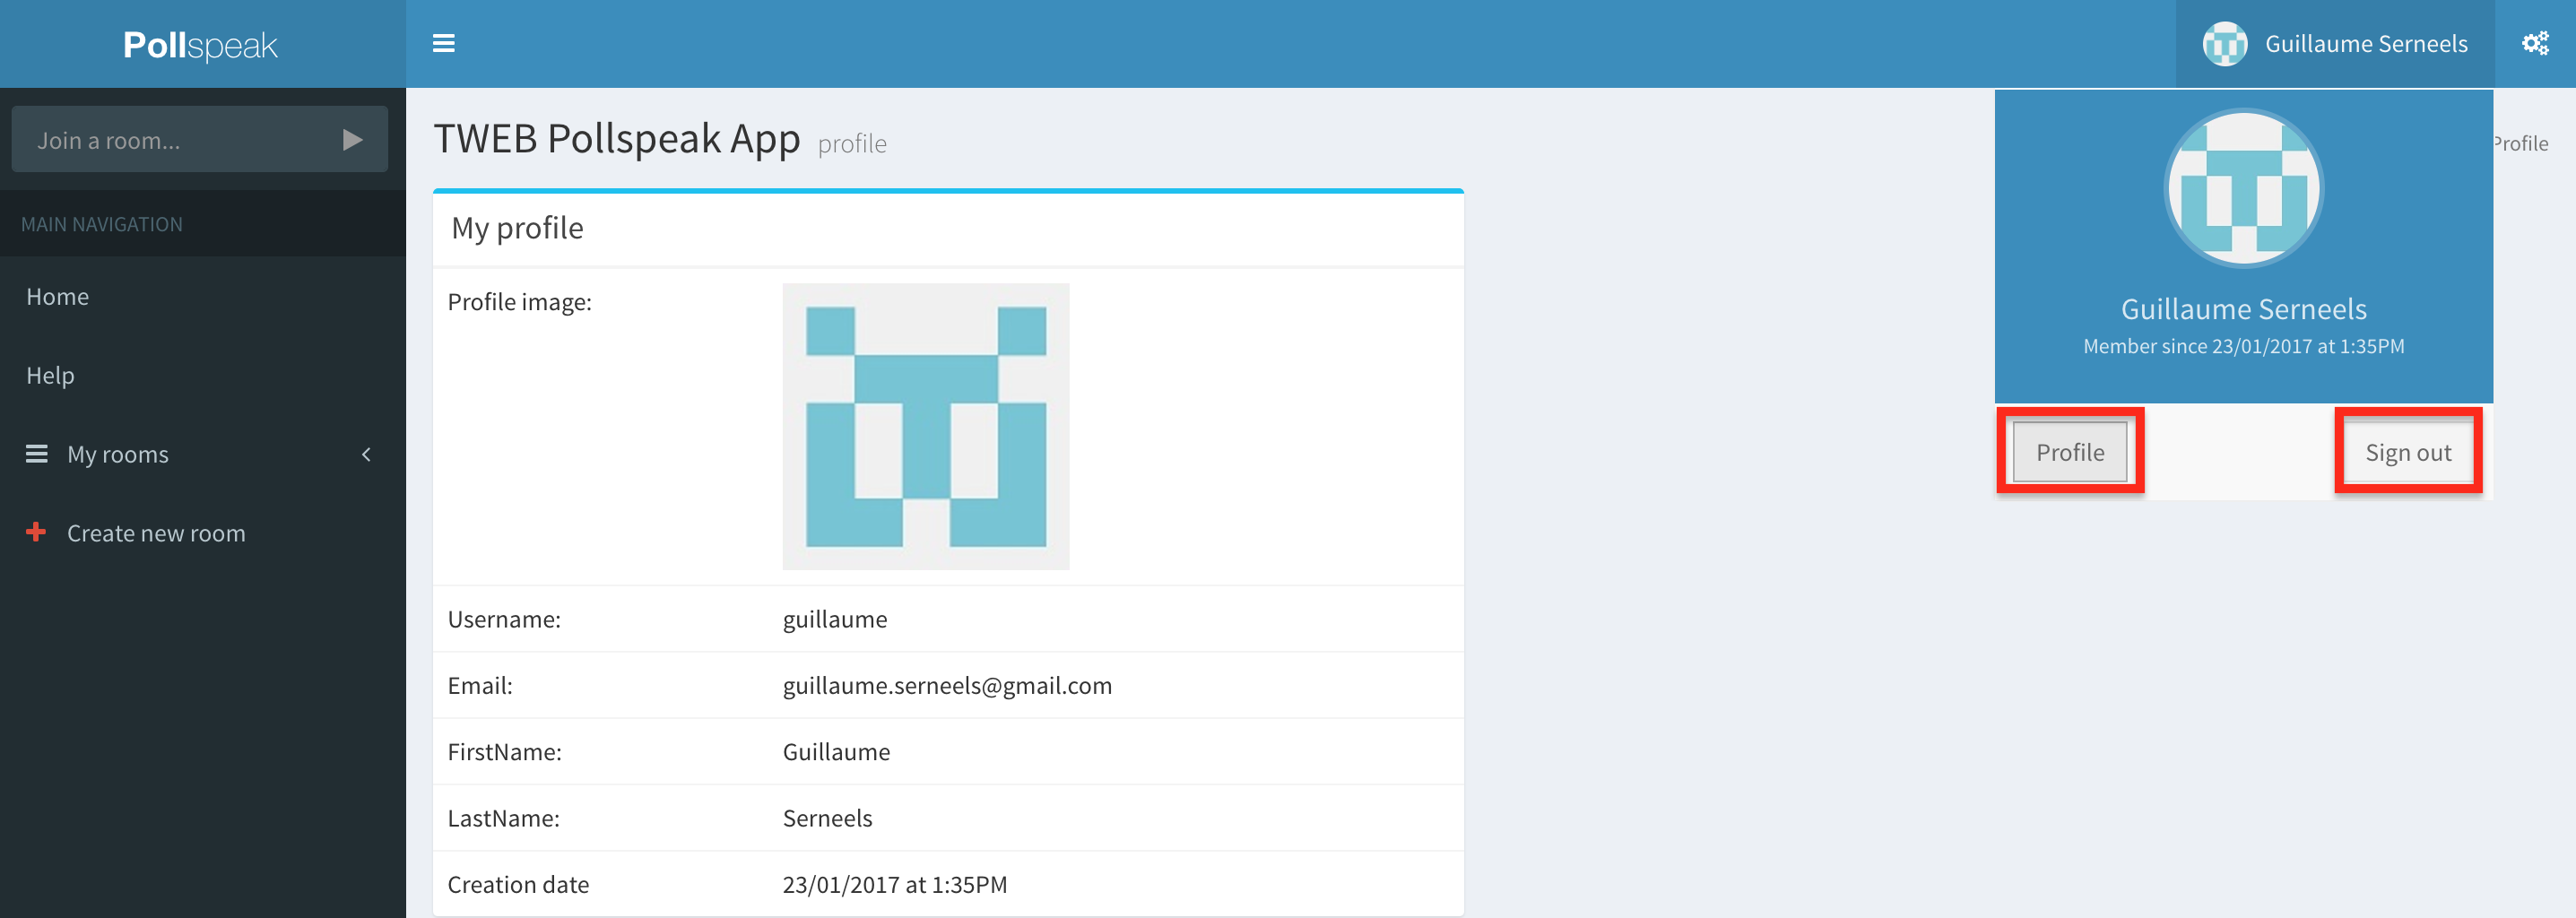 Pollspeak
Guillaume Serneels
Join a room...
MAIN NAVIGATION
Home
Help
My rooms
Create new room
TWEB Pollspeak App profile
Profile
My profile
Profile image:
Username: guillaume
Email: guillaume.serneels@gmail.com
FirstName: Guillaume
LastName: Serneels
Creation date 23/01/2017 at 1:35PM
Guillaume Serneels
Member since 23/01/2017 at 1:35PM
Profile
Sign out